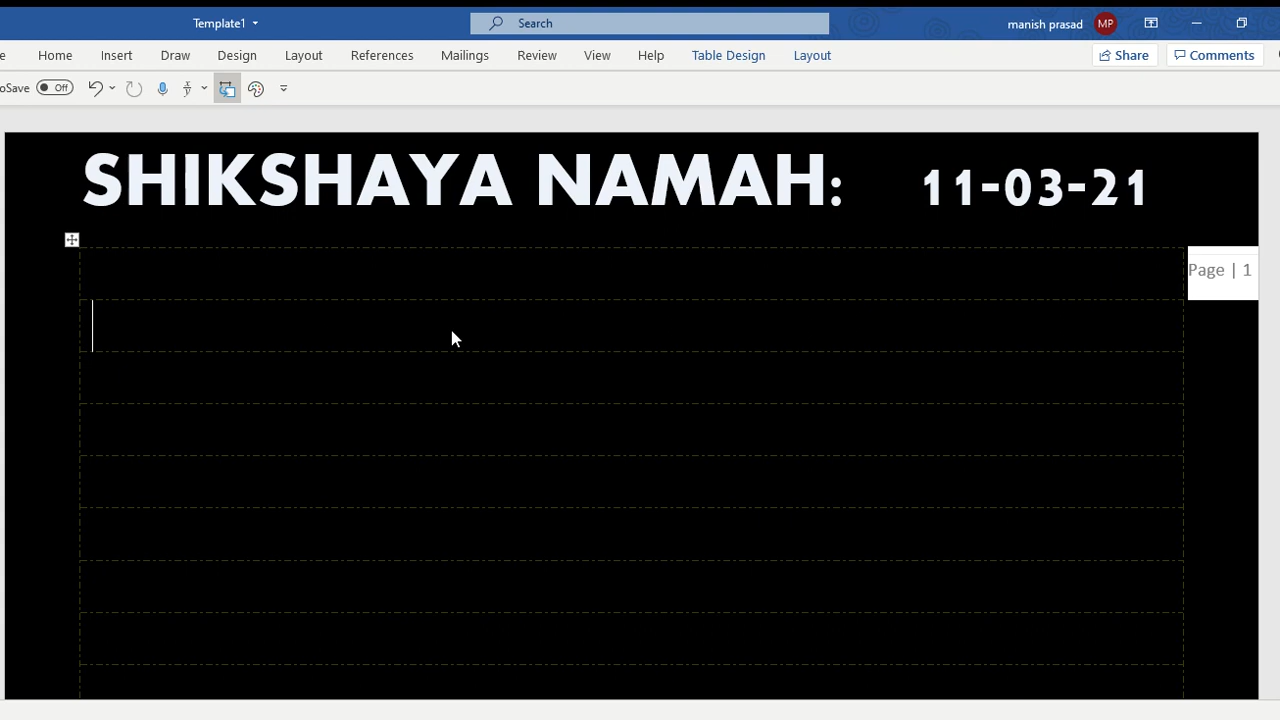 Template1
Search
manish prasad
MP
Home Insert Draw Design Layout References Mailings Review View Help Table Design Layout
Share
Comments
oSave Off
SHIKSHAYA NAMAH: 11-03-21
Page | 1